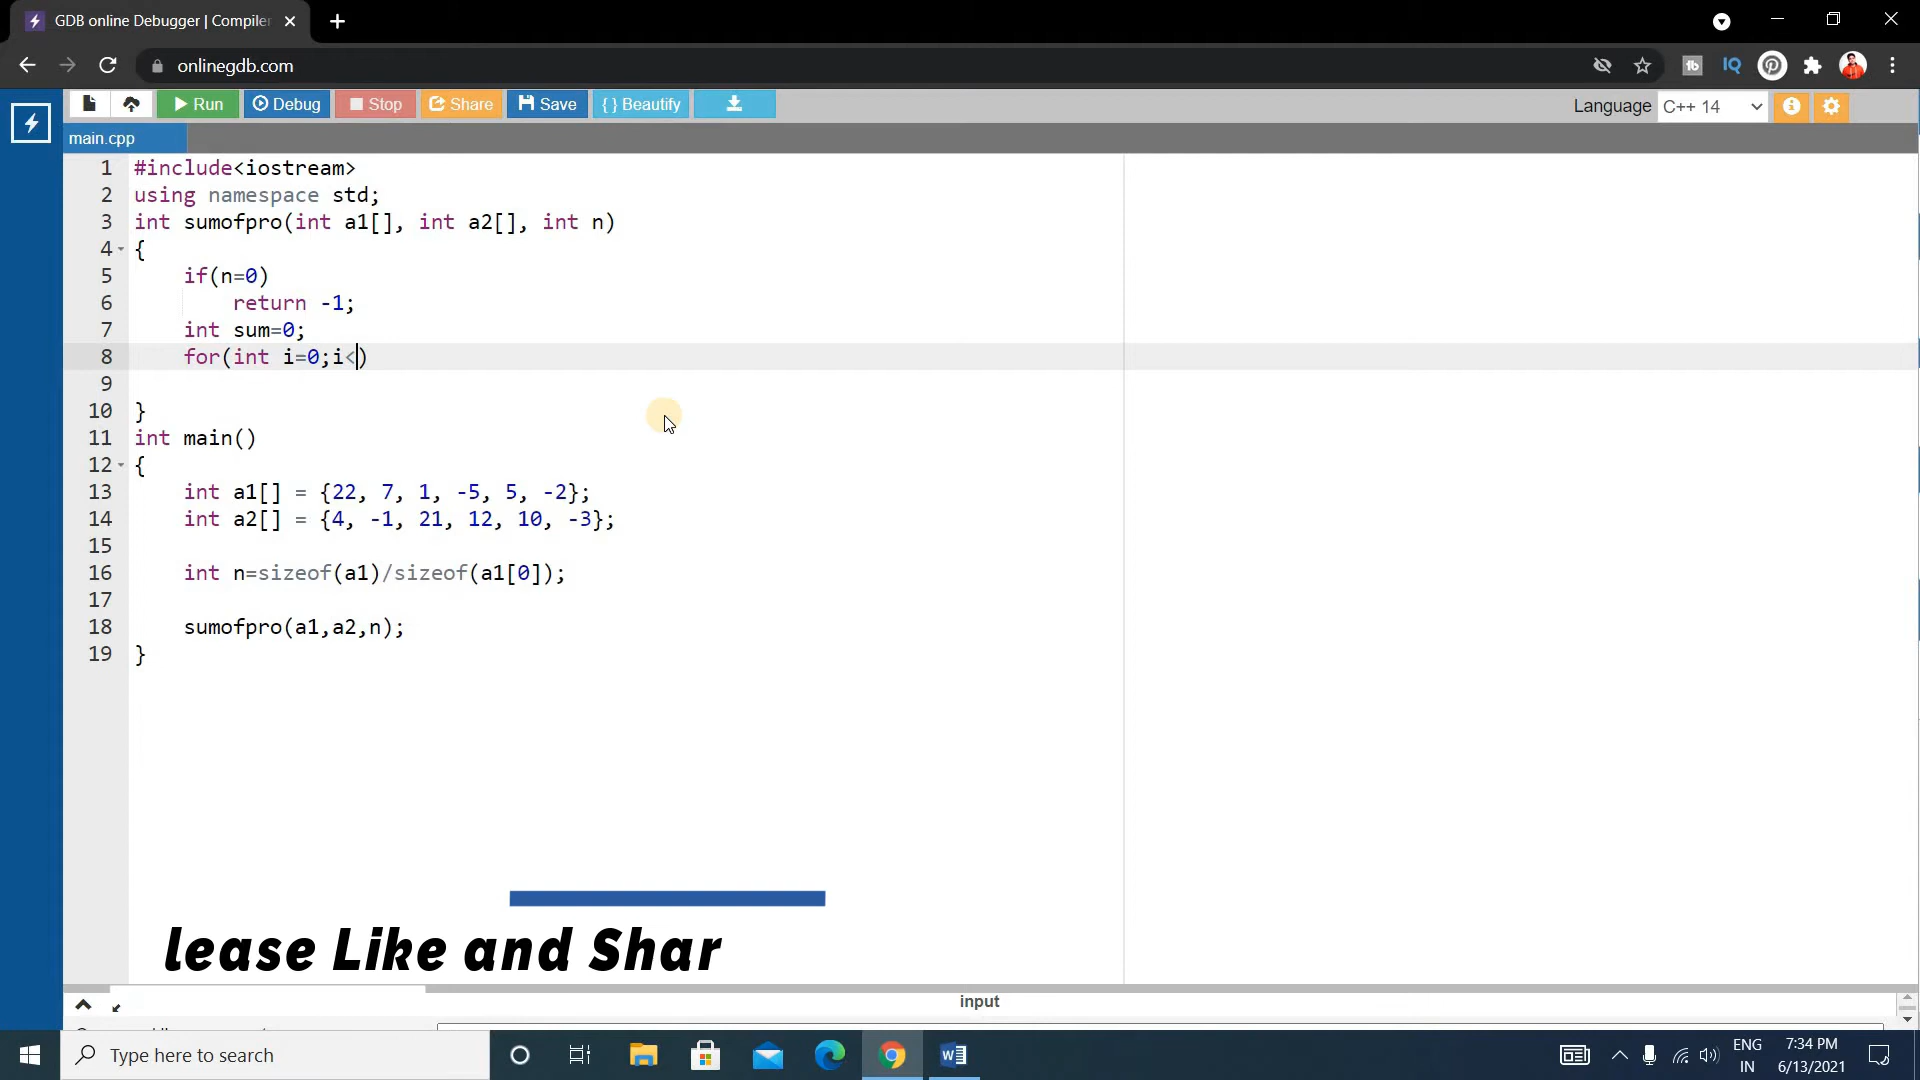 GDB online Debugger | Compiler
onlinegdb.com
Run Debug Stop Share Save { } Beautify Language C++ 14
main.cpp
1 #include<iostream>
2 using namespace std;
3 int sumofpro(int a1[], int a2[], int n)
4 {
5 if(n=0)
6 return -1;
7 int sum=0;
8 for(int i=0;i<)
9
10 }
11 int main()
12 {
13 int a1[] = {22, 7, 1, -5, 5, -2};
14 int a2[] = {4, -1, 21, 12, 10, -3};
15
16 int n=sizeof(a1)/sizeof(a1[0]);
17
18 sumofpro(a1,a2,n);
19 }
lease Like and Shar
input
Type here to search
ENG 7:34 PM
IN 6/13/2021